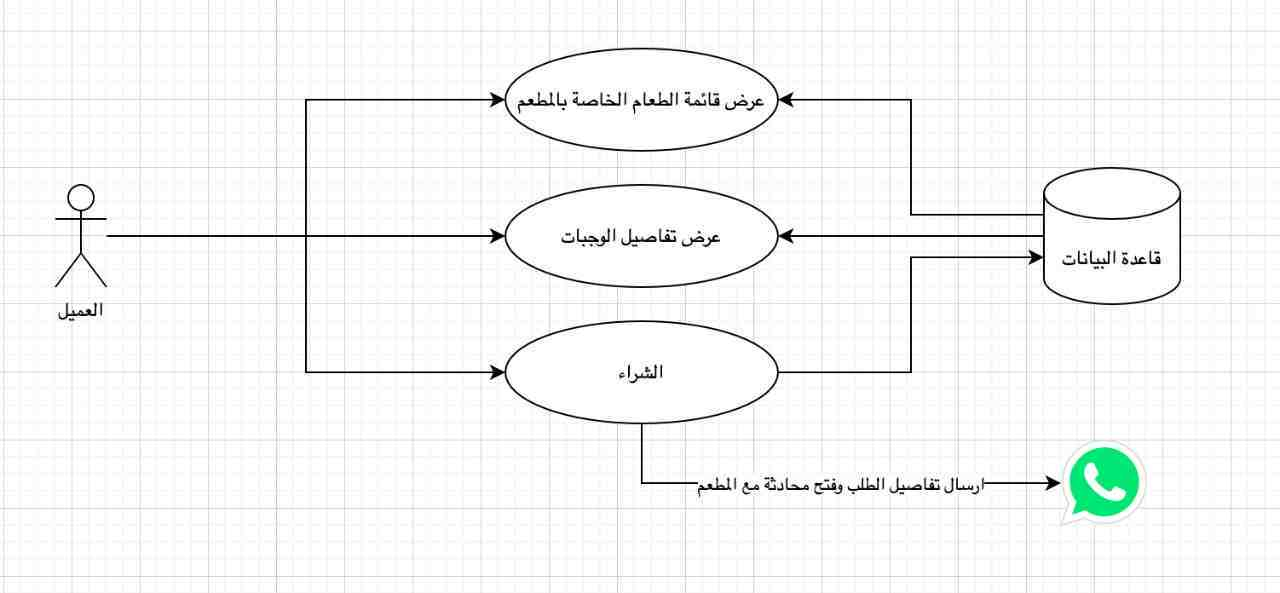 عرض قائمة الطعام الخاصة بالمطعم
عرض تفاصيل الوجبات
قاعدة البيانات
العميل
الشراء
ارسال تفاصيل الطلب وفتح محادثة مع المطعم